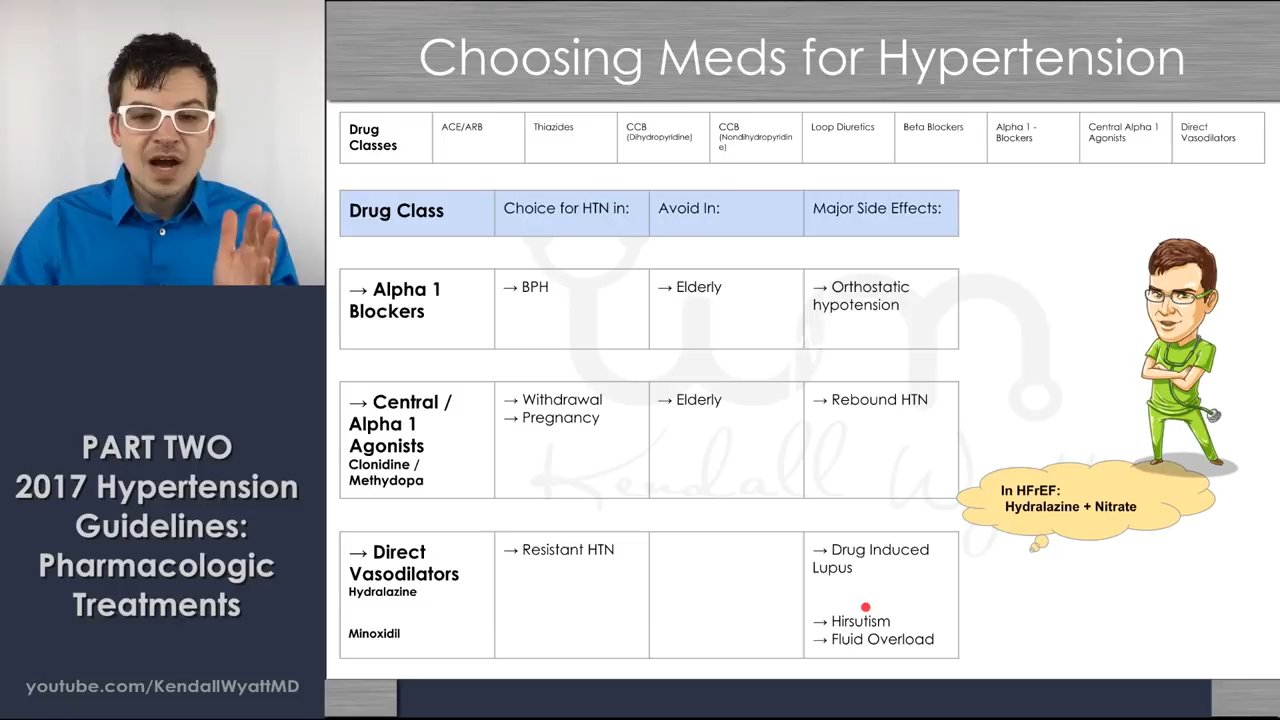 Choosing Meds for Hypertension
Drug
Classes
ACE/ARB
Thiazides
CCB
(Dihydropyridine)
CCB
(Nondihydropyridin
e)
Loop Diuretics
Beta Blockers
Alpha 1 -
Blockers
Central Alpha 1
Agonists
Direct
Vasodilators
Drug Class
Choice for HTN in:
Avoid In:
Major Side Effects:
→ Alpha 1
Blockers
→ BPH
→ Elderly
→ Orthostatic
hypotension
→ Central /
Alpha 1
Agonists
Clonidine /
Methydopa
→ Withdrawal
→ Pregnancy
→ Elderly
→ Rebound HTN
→ Direct
Vasodilators
Hydralazine
Minoxidil
→ Resistant HTN
→ Drug Induced
Lupus
→ Hirsutism
→ Fluid Overload
In HFrEF:
Hydralazine + Nitrate
Kendall Wy
PART TWO
2017 Hypertension
Guidelines:
Pharmacologic
Treatments
youtube.com/KendallWyattMD